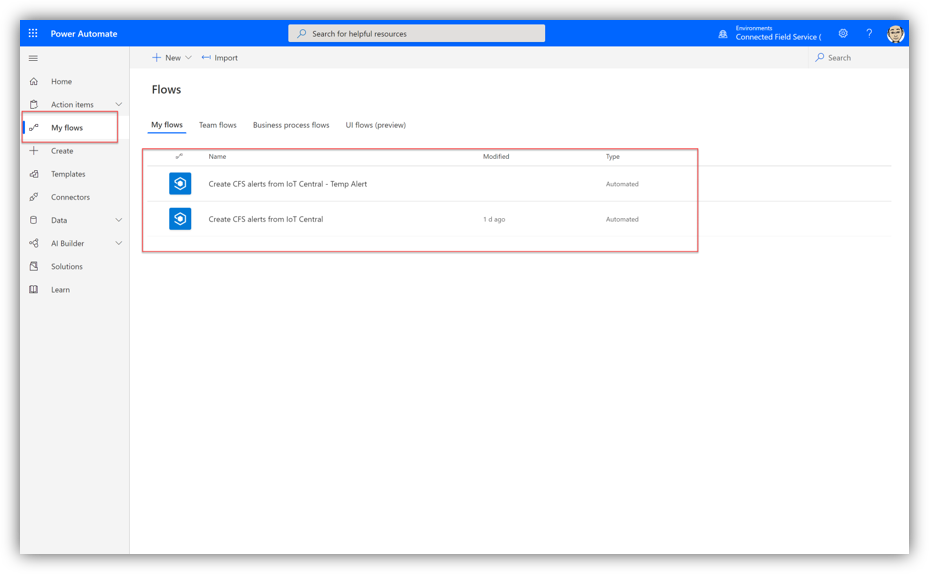 Power Automate
Search for helpful resources
Environments
Connected Field Service (
Home
Action items
My flows
Create
Templates
Connectors
Data
AI Builder
Solutions
Learn
New
Import
Search
Flows
My flows Team flows Business process flows UI flows (preview)
Name Modified Type
Create CFS alerts from IoT Central - Temp Alert Automated
Create CFS alerts from IoT Central 1 d ago Automated